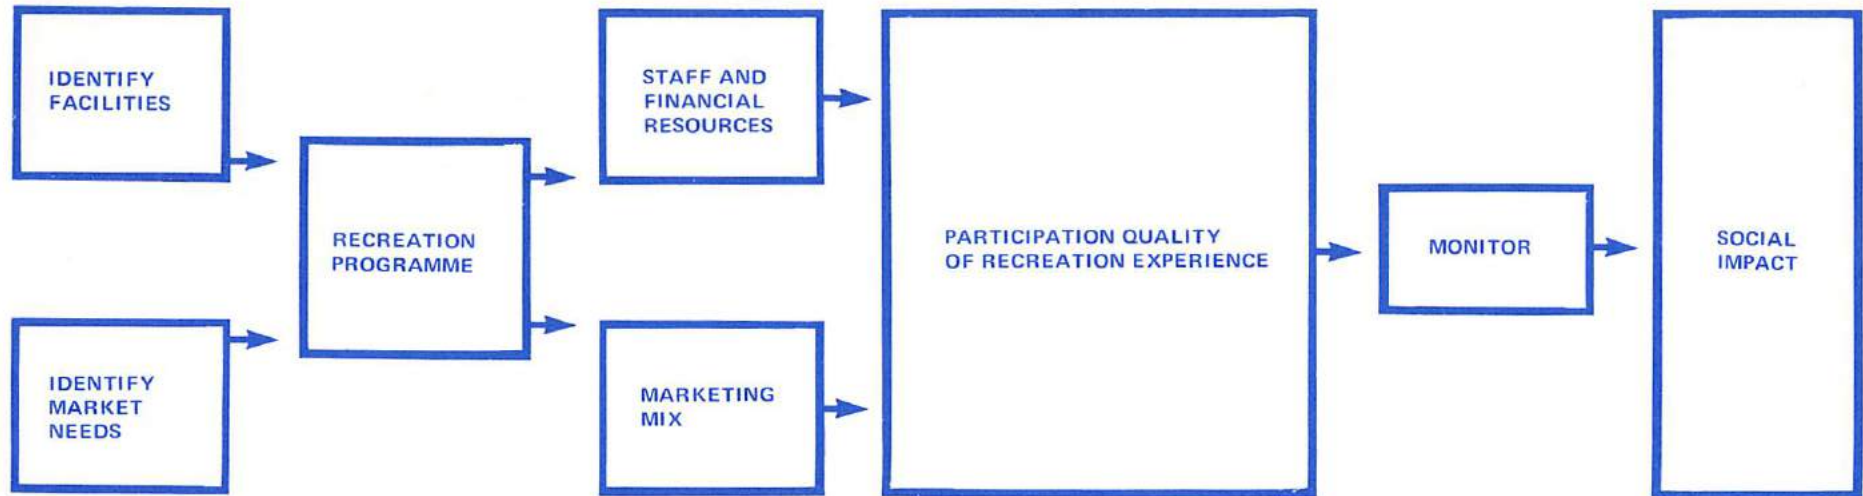 IDENTIFY
FACILITIES
IDENTIFY
MARKET
NEEDS
RECREATION
PROGRAMME
STAFF AND
FINANCIAL
RESOURCES
MARKETING
MIX
PARTICIPATION QUALITY
OF RECREATION EXPERIENCE
MONITOR
SOCIAL
IMPACT